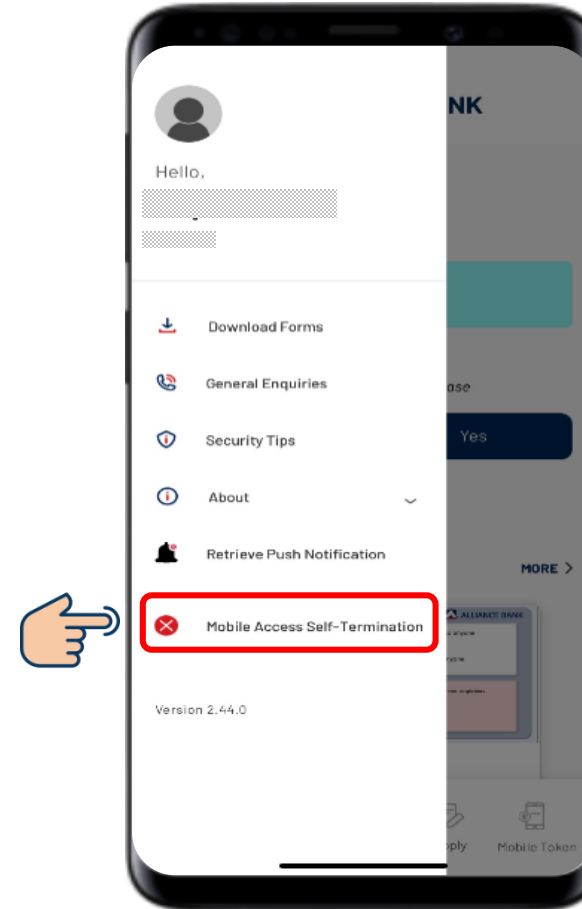 NK
Hello,
Download Forms
General Enquiries
ase
Security Tips
Yes
About
Retrieve Push Notification
MORE >
Mobile Access Self-Termination
ALLIANCE BANK
Version 2.44.0
ply
Mobile Token